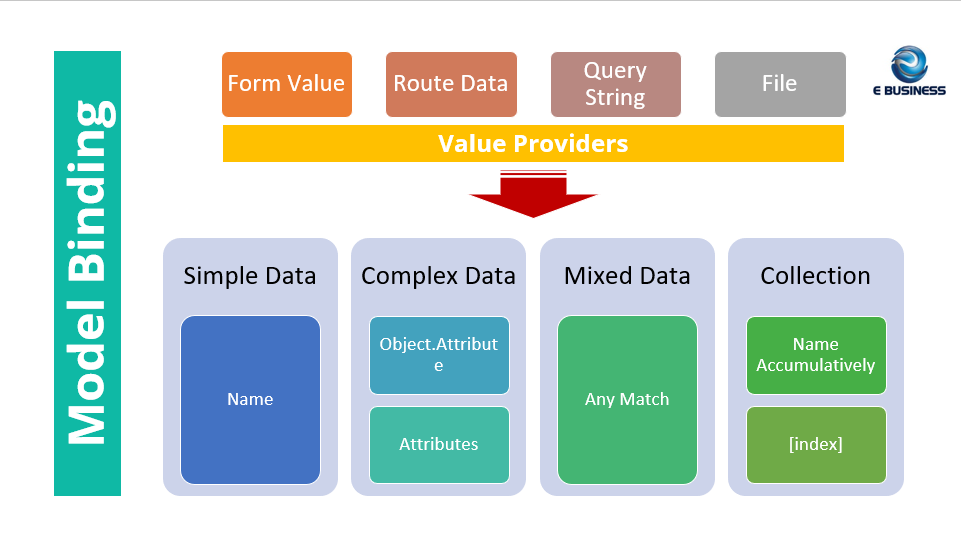 Model Binding
Form Value
Route Data
Query
String
File
E BUSINESS
Value Providers
Simple Data
Complex Data
Mixed Data
Collection
Name
Object.Attribut
e
Attributes
Any Match
Name
Accumulatively
[index]